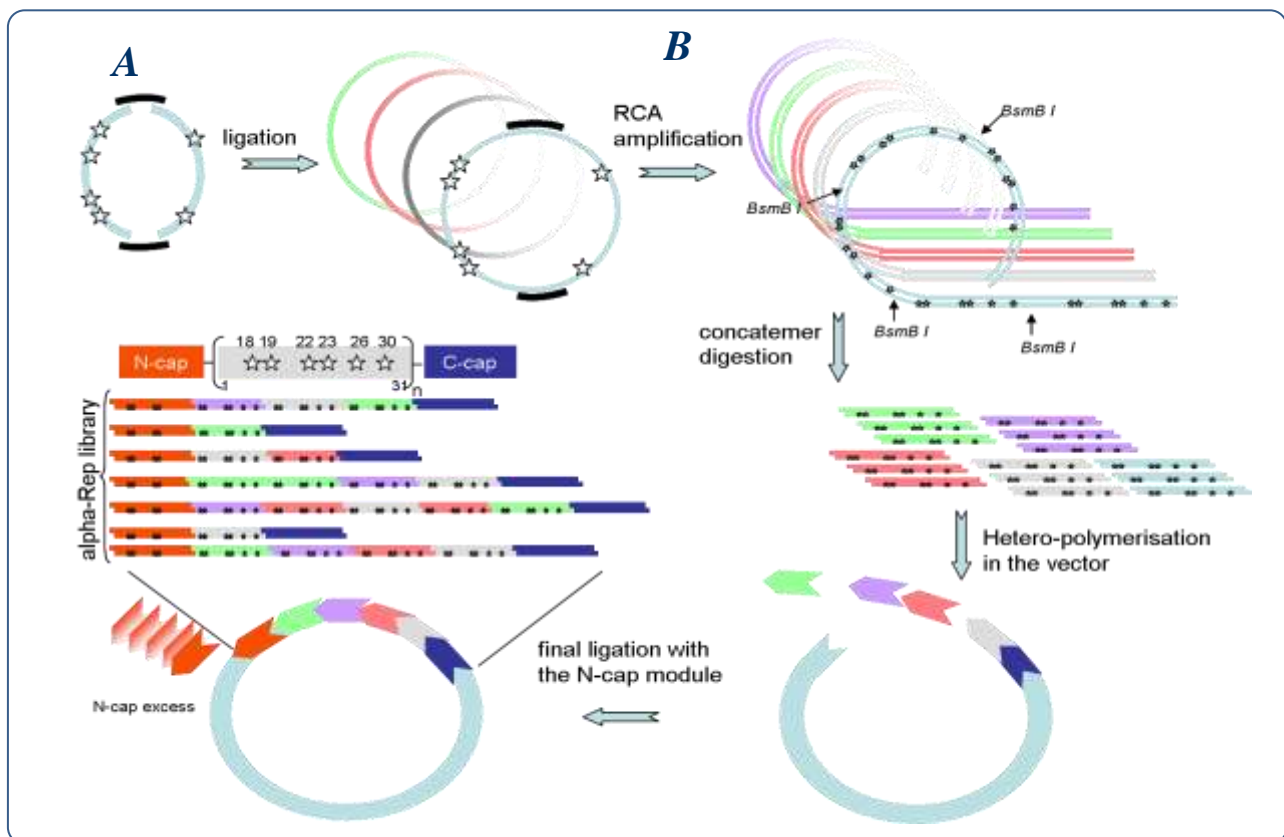 A
B
ligation
RCA
amplification
BsmB I
BsmB I
BsmB I
BsmB I
concatemer
digestion
18 19 22 23 26 30
N-cap
C-cap
1
31
n
alpha-Rep library
Hetero-polymerisation
in the vector
final ligation with
the N-cap module
N-cap excess